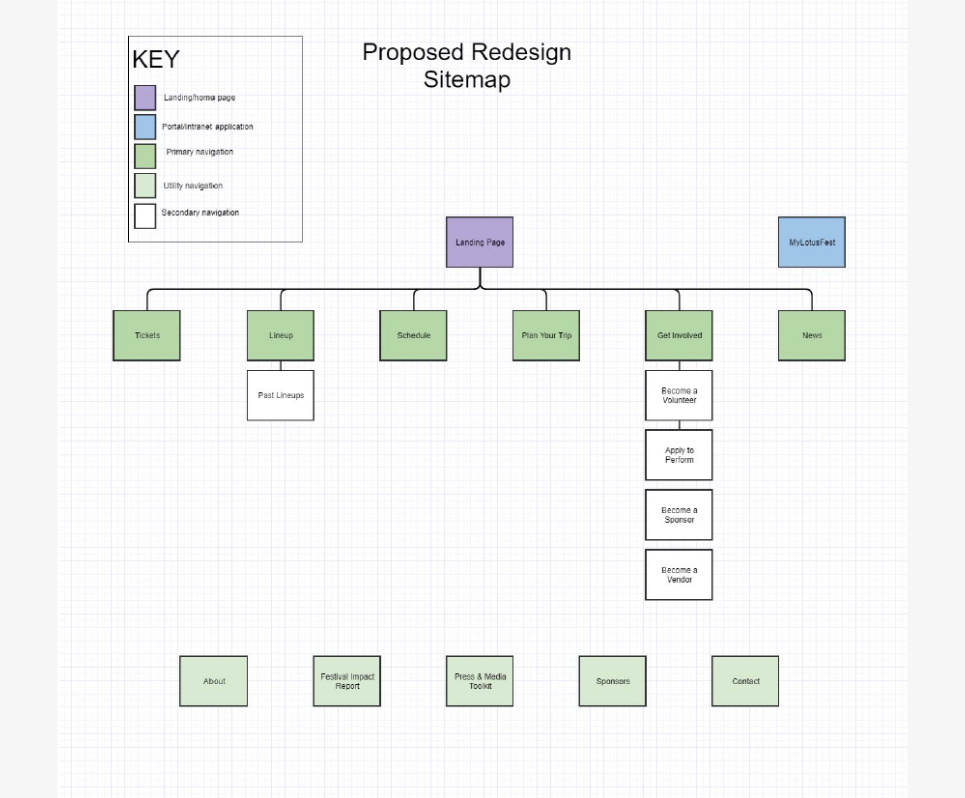 KEY
Proposed Redesign
Sitemap
Landing/home page
Portal/intranet application
Primary navigation
Utility navigation
Secondary navigation
Landing Page
MyLotusFest
Tickets
Lineup
Schedule
Plan Your Trip
Get Involved
News
Past Lineups
Become a
Volunteer
Apply to
Perform
Become a
Sponsor
Become a
Vendor
About
Festival Impact
Report
Press & Media
Toolkit
Sponsors
Contact